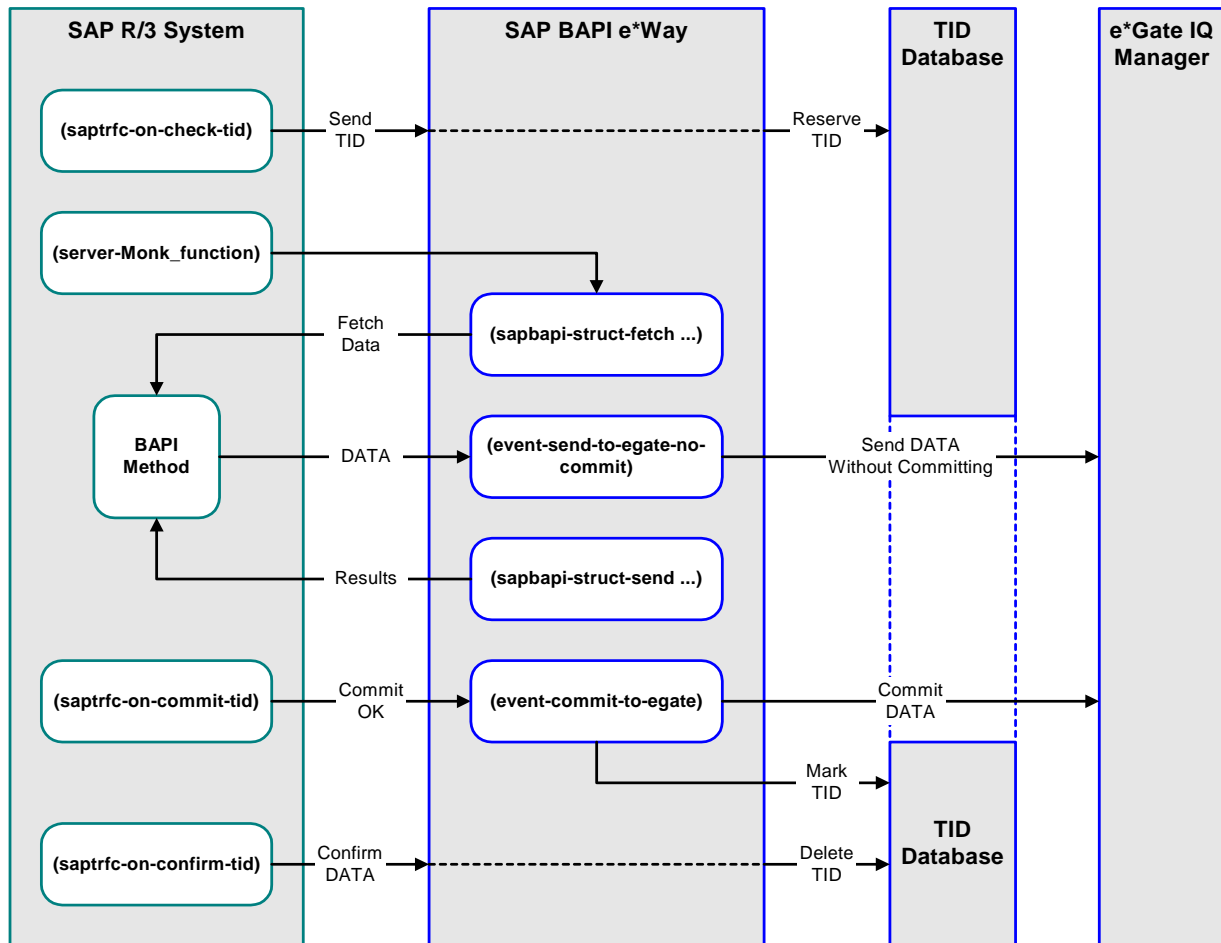 SAP R/3 System
SAP BAPI e*Way
TID
Database
e*Gate IQ
Manager
(saptrfc-on-check-tid)
Send
TID
Reserve
TID
(server-Monk_function)
Fetch
Data
(sapbapi-struct-fetch ...)
BAPI
Method
DATA
(event-send-to-egate-no-
commit)
Send DATA
Without Committing
Results
(sapbapi-struct-send ...)
(saptrfc-on-commit-tid)
Commit
OK
(event-commit-to-egate)
Commit
DATA
Mark
TID
(saptrfc-on-confirm-tid)
Confirm
DATA
Delete
TID
TID
Database